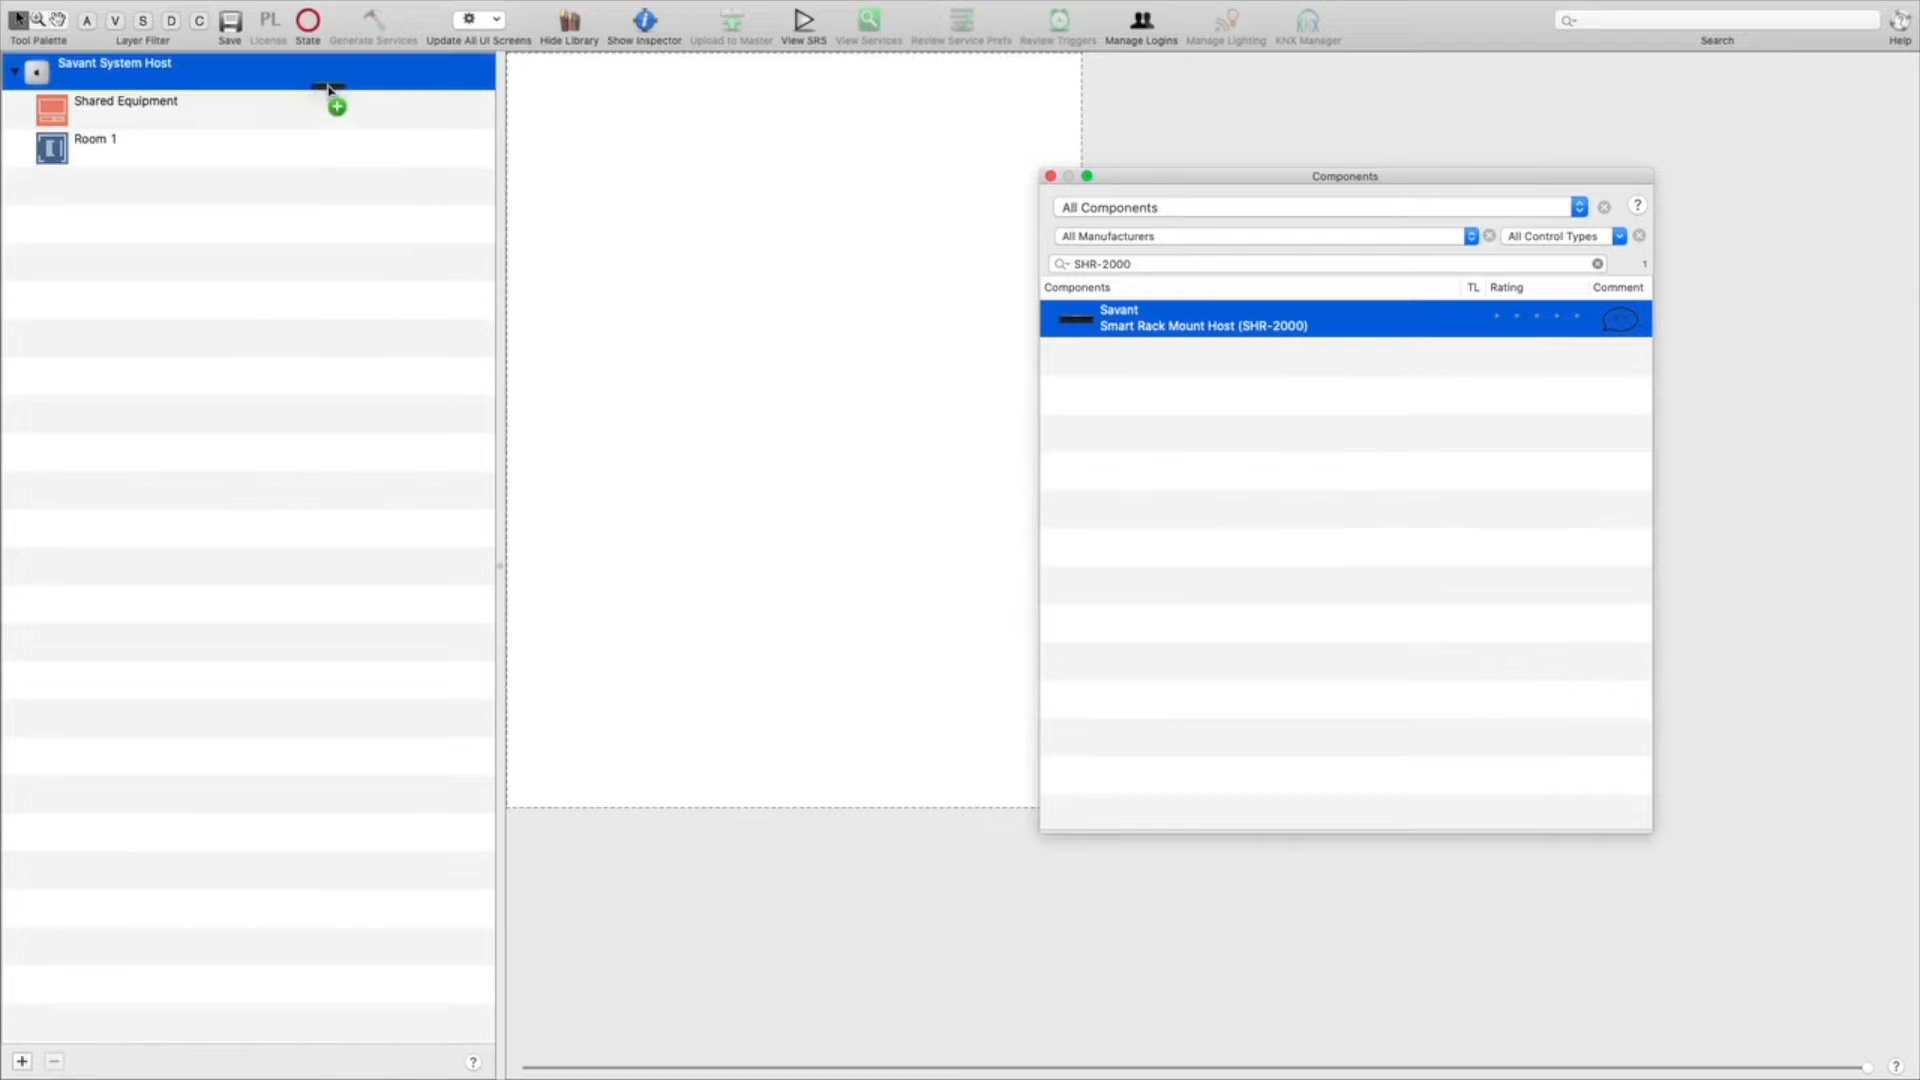 A V S D C PL
Tool Palette Layer Filter Save License State Generate Services Update All UI Screens Hide Library Show Inspector Upload to Master View SRS View Services Review Service Prefs Review Triggers Manage Logins Manage Lighting KNX Manager Search Help
Savant System Host
Shared Equipment
Room 1
Components
All Components
?
All Manufacturers
All Control Types
SHR-2000
1
Components TL Rating Comment
Savant
Smart Rack Mount Host (SHR-2000)
+ − ?
?